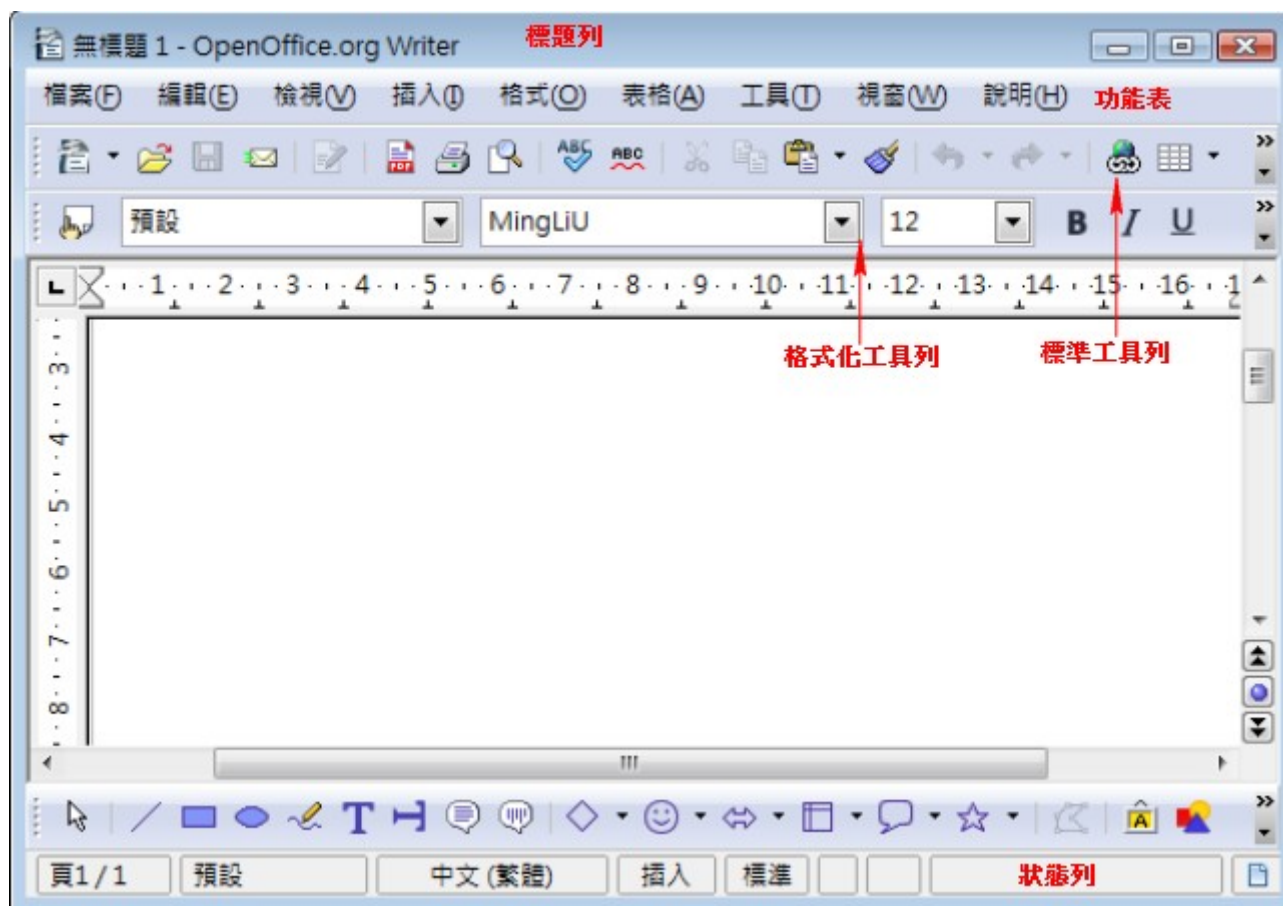 無標題 1 - OpenOffice.org Writer 標題列
檔案(F) 編輯(E) 檢視(V) 插入(I) 格式(O) 表格(A) 工具(T) 視窗(W) 說明(H) 功能表
PDF ABC ABC
預設 MingLiU 12 B I U
1 2 3 4 5 6 7 8 9 10 11 12 13 14 15 16 1
格式化工具列 標準工具列
3
4
5
6
7
8
T A
頁1 / 1 預設 中文 (繁體) 插入 標準 狀態列